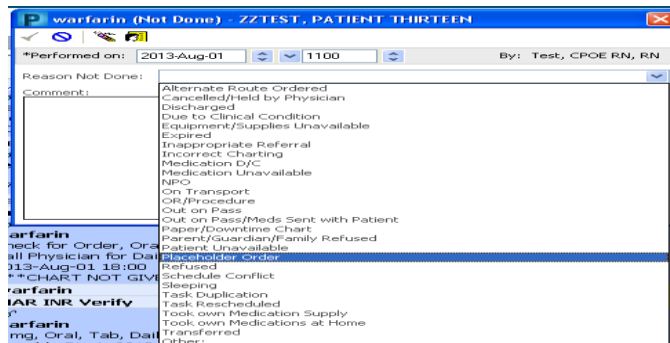 P warfarin (Not Done) - ZZTEST, PATIENT THIRTEEN
*Performed on: 2013-Aug-01 1100 By: Test, CPOE RN, RN
Reason Not Done:
Comment:
Alternate Route Ordered
Cancelled/Held by Physician
Discharged
Due to Clinical Condition
Equipment/Supplies Unavailable
Expired
Inappropriate Referral
Incorrect Charting
Medication D/C
Medication Unavailable
NPO
On Transport
OR/Procedure
Out on Pass
Out on Pass/Meds Sent with Patient
Paper/Downtime Chart
Parent/Guardian/Family Refused
Patient Unavailable
Placeholder Order
Refused
Schedule Conflict
Sleeping
Task Duplication
Task Rescheduled
Took own Medication Supply
Took own Medications at Home
Transferred
Other:
arfarin
heck for Order, Ora
all Physician for Dai
013-Aug-01 18:00
**CHART NOT GIVE
arfarin
IAR INR Verify
arfarin
mg, Oral, Tab, Dail